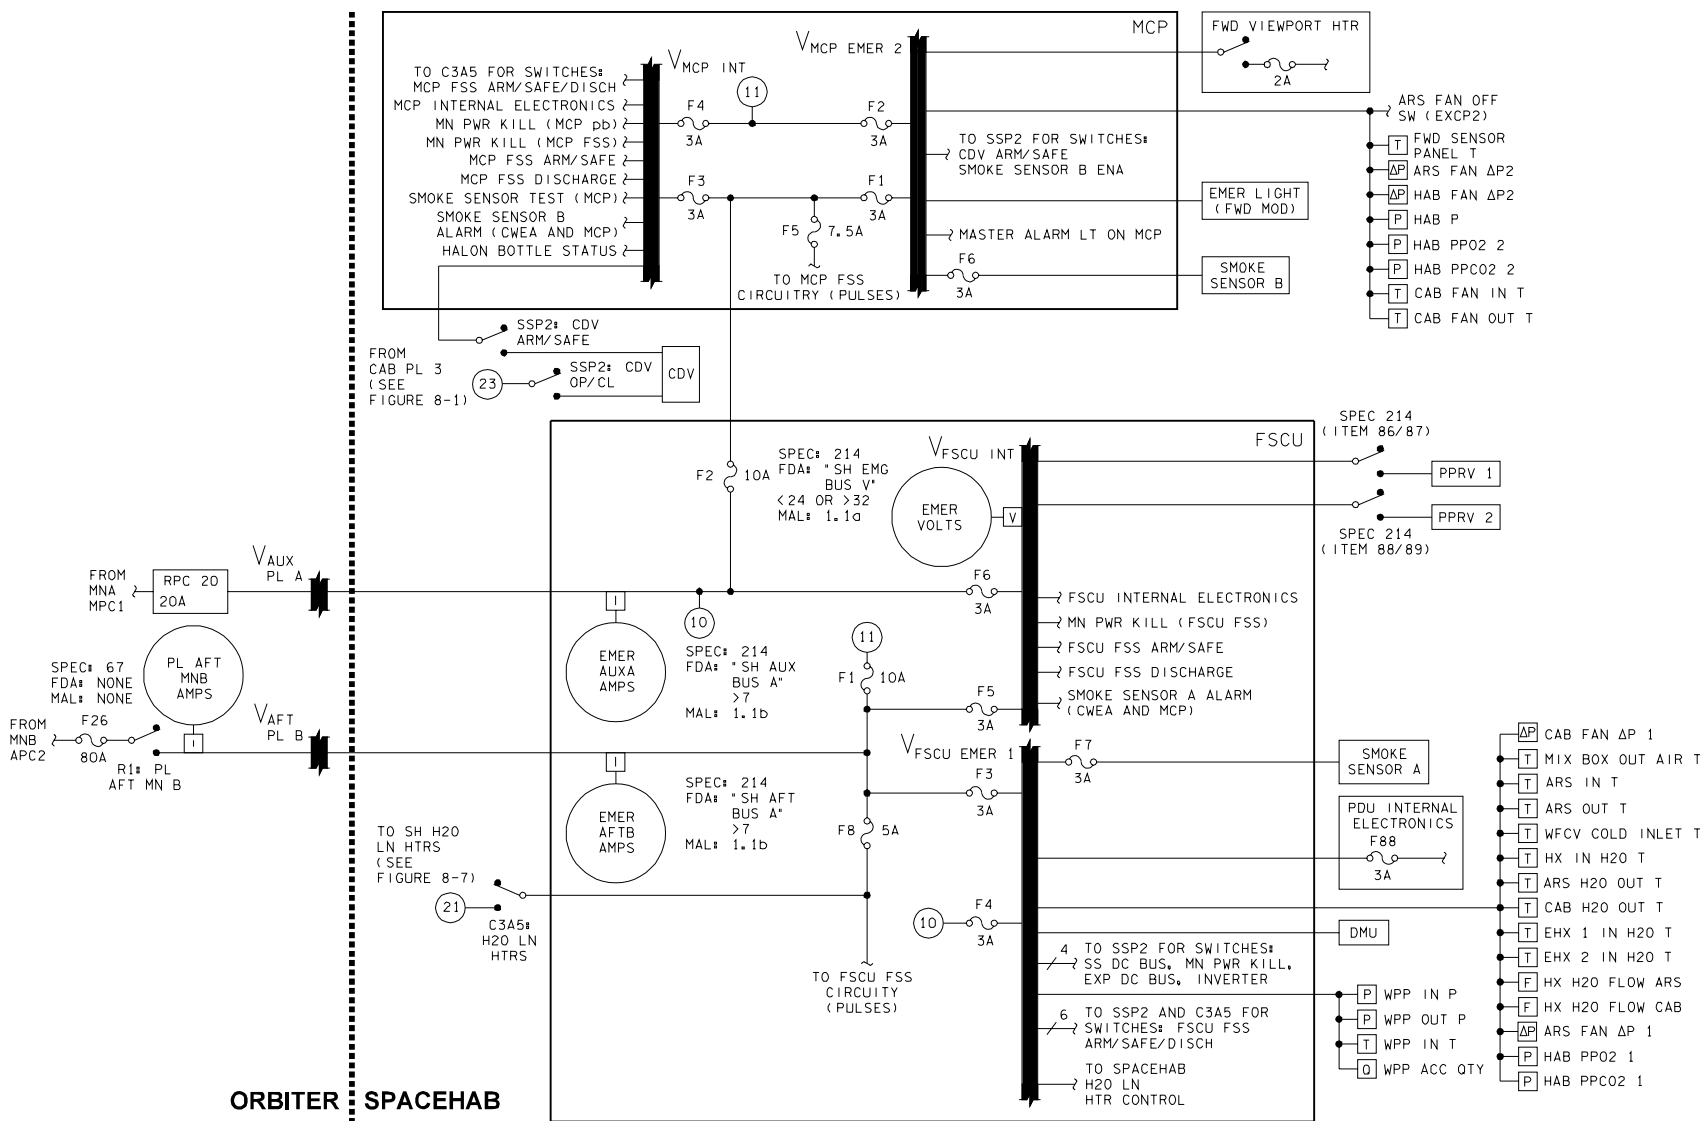 MCP
V MCP INT
V MCP EMER 2
TO C3A5 FOR SWITCHES:
MCP FSS ARM/SAFE/DISCH
MCP INTERNAL ELECTRONICS
MN PWR KILL (MCP pb)
MN PWR KILL (MCP FSS)
MCP FSS ARM/SAFE
MCP FSS DISCHARGE
SMOKE SENSOR TEST (MCP)
SMOKE SENSOR B
ALARM (CWEA AND MCP)
HALON BOTTLE STATUS
F4
3A
11
F2
3A
F3
3A
F1
3A
F5
7.5A
TO MCP FSS
CIRCUITRY (PULSES)
TO SSP2 FOR SWITCHES:
CDV ARM/SAFE
SMOKE SENSOR B ENA
MASTER ALARM LT ON MCP
F6
3A
FWD VIEWPORT HTR
2A
EMER LIGHT
(FWD MOD)
SMOKE
SENSOR B
ARS FAN OFF
SW (EXCP2)
T FWD SENSOR
PANEL T
ΔP ARS FAN ΔP2
ΔP HAB FAN ΔP2
P HAB P
P HAB PPO2 2
P HAB PPCO2 2
T CAB FAN IN T
T CAB FAN OUT T
SSP2: CDV
ARM/SAFE
FROM
CAB PL 3
(SEE
FIGURE 8-1)
23
SSP2: CDV
OP/CL
CDV
FSCU
V FSCU INT
F2
10A
SPEC: 214
FDA: "SH EMG
BUS V"
<24 OR >32
MAL: 1.1a
EMER
VOLTS
V
SPEC 214
(ITEM 86/87)
PPRV 1
PPRV 2
SPEC 214
(ITEM 88/89)
V AUX
PL A
FROM
MNA
MPC1
RPC 20
20A
I
10
F6
3A
EMER
AUXA
AMPS
SPEC: 214
FDA: "SH AUX
BUS A"
>7
MAL: 1.1b
11
F1
10A
F5
3A
FSCU INTERNAL ELECTRONICS
MN PWR KILL (FSCU FSS)
FSCU FSS ARM/SAFE
FSCU FSS DISCHARGE
SMOKE SENSOR A ALARM
(CWEA AND MCP)
SPEC: 67
FDA: NONE
MAL: NONE
PL AFT
MNB
AMPS
I
FROM
MNB
APC2
F26
80A
R1: PL
AFT MN B
V AFT
PL B
I
EMER
AFTB
AMPS
SPEC: 214
FDA: "SH AFT
BUS A"
>7
MAL: 1.1b
V FSCU EMER 1
F3
3A
F7
3A
SMOKE
SENSOR A
F8
5A
PDU INTERNAL
ELECTRONICS
F88
3A
TO SH H2O
LN HTRS
(SEE
FIGURE 8-7)
21
C3A5:
H2O LN
HTRS
TO FSCU FSS
CIRCUITY
(PULSES)
10
F4
3A
DMU
4
TO SSP2 FOR SWITCHES:
SS DC BUS, MN PWR KILL,
EXP DC BUS, INVERTER
6
TO SSP2 AND C3A5 FOR
SWITCHES: FSCU FSS
ARM/SAFE/DISCH
TO SPACEHAB
H2O LN
HTR CONTROL
P WPP IN P
P WPP OUT P
T WPP IN T
Q WPP ACC QTY
ΔP CAB FAN ΔP 1
T MIX BOX OUT AIR T
T ARS IN T
T ARS OUT T
T WFCV COLD INLET T
T HX IN H2O T
T ARS H2O OUT T
T CAB H2O OUT T
T EHX 1 IN H2O T
T EHX 2 IN H2O T
F HX H2O FLOW ARS
F HX H2O FLOW CAB
ΔP ARS FAN ΔP 1
P HAB PPO2 1
P HAB PPCO2 1
ORBITER
SPACEHAB